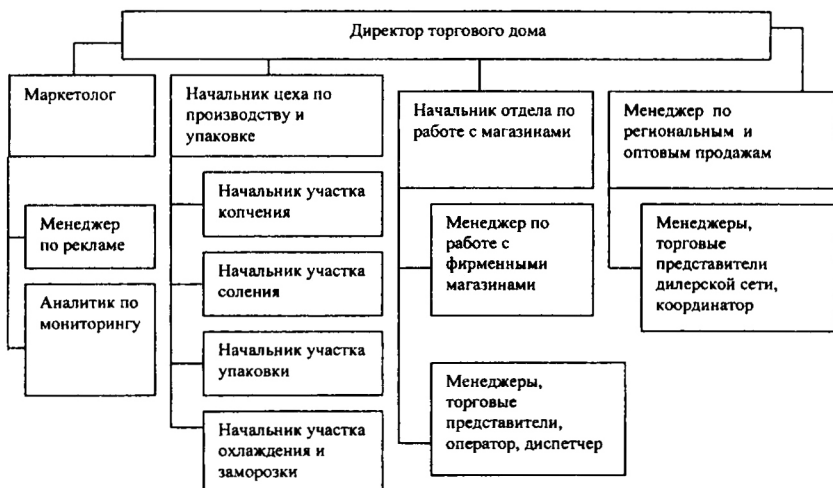 Директор торгового дома
Маркетолог
Менеджер
по рекламе
Аналитик по
мониторингу
Начальник цеха по
производству и
упаковке
Начальник участка
копчения
Начальник участка
соления
Начальник участка
упаковки
Начальник участка
охлаждения и
заморозки
Начальник отдела по
работе с магазинами
Менеджер по
работе с
фирменными
магазинами
Менеджеры,
торговые
представители,
оператор, диспетчер
Менеджер по
региональным и
оптовым продажам
Менеджеры,
торговые
представители
дилерской сети,
координатор